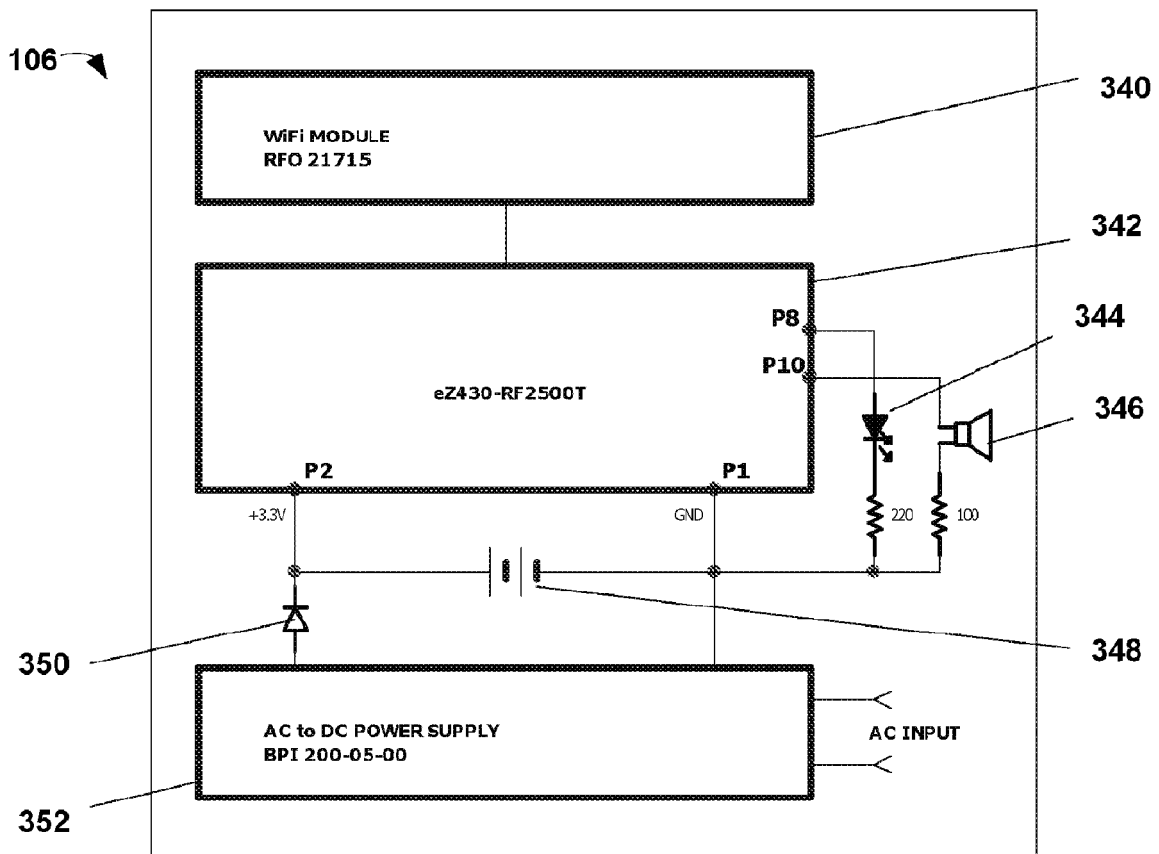 106
340
WiFi MODULE
RFO 21715
342
P8
344
P10
eZ430-RF2500T
346
P2
P1
+3.3V
GND
220
100
350
348
AC to DC POWER SUPPLY
BPI 200-05-00
AC INPUT
352